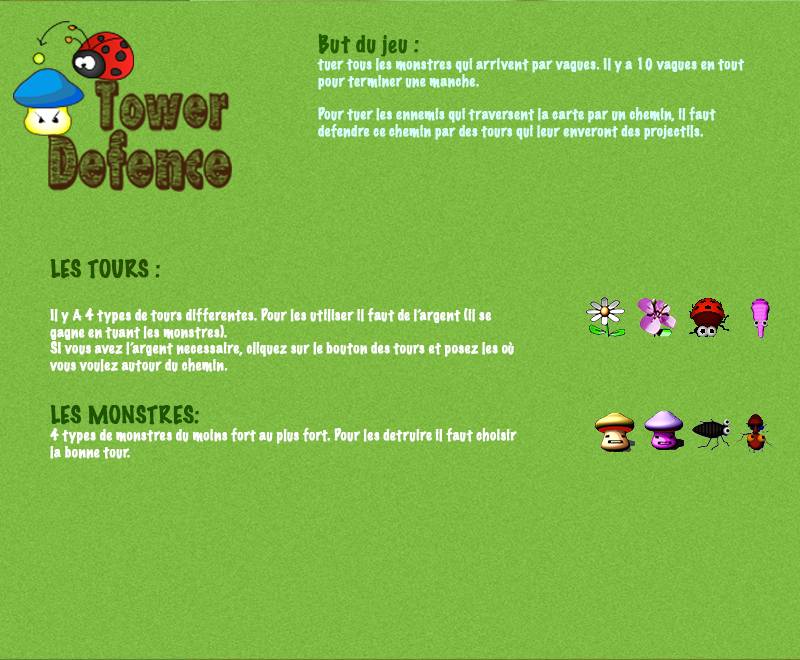 Tower
Defence
But du jeu :
tuer tous les monstres qui arrivent par vagues. Il y a 10 vagues en tout
pour terminer une manche.
Pour tuer les ennemis qui traversent la carte par un chemin, il faut
defendre ce chemin par des tours qui leur enveront des projectils.
LES TOURS :
Il y A 4 types de tours differentes. Pour les utiliser il faut de l'argent (il se
gagne en tuant les monstres).
Si vous avez l'argent necessaire, cliquez sur le bouton des tours et posez les où
vous voulez autour du chemin.
LES MONSTRES:
4 types de monstres du moins fort au plus fort. Pour les detruire il faut choisir
la bonne tour.